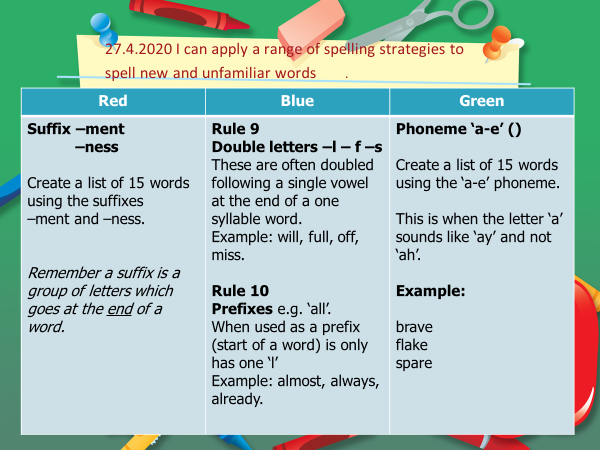 27.4.2020 I can apply a range of spelling strategies to
spell new and unfamiliar words .
Red
Suffix –ment
–ness
Create a list of 15 words
using the suffixes
–ment and –ness.
Remember a suffix is a
group of letters which
goes at the end of a
word.
Blue
Rule 9
Double letters –l – f –s
These are often doubled
following a single vowel
at the end of a one
syllable word.
Example: will, full, off,
miss.
Rule 10
Prefixes e.g. ‘all’.
When used as a prefix
(start of a word) is only
has one ‘l’
Example: almost, always,
already.
Green
Phoneme ‘a-e’ ()
Create a list of 15 words
using the ‘a-e’ phoneme.
This is when the letter ‘a’
sounds like ‘ay’ and not
‘ah’.
Example:
brave
flake
spare